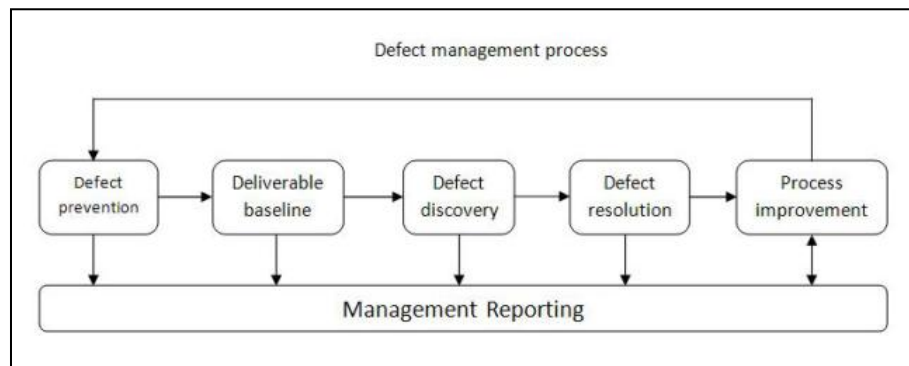 Defect management process
Defect
prevention
Deliverable
baseline
Defect
discovery
Defect
resolution
Process
improvement
Management Reporting